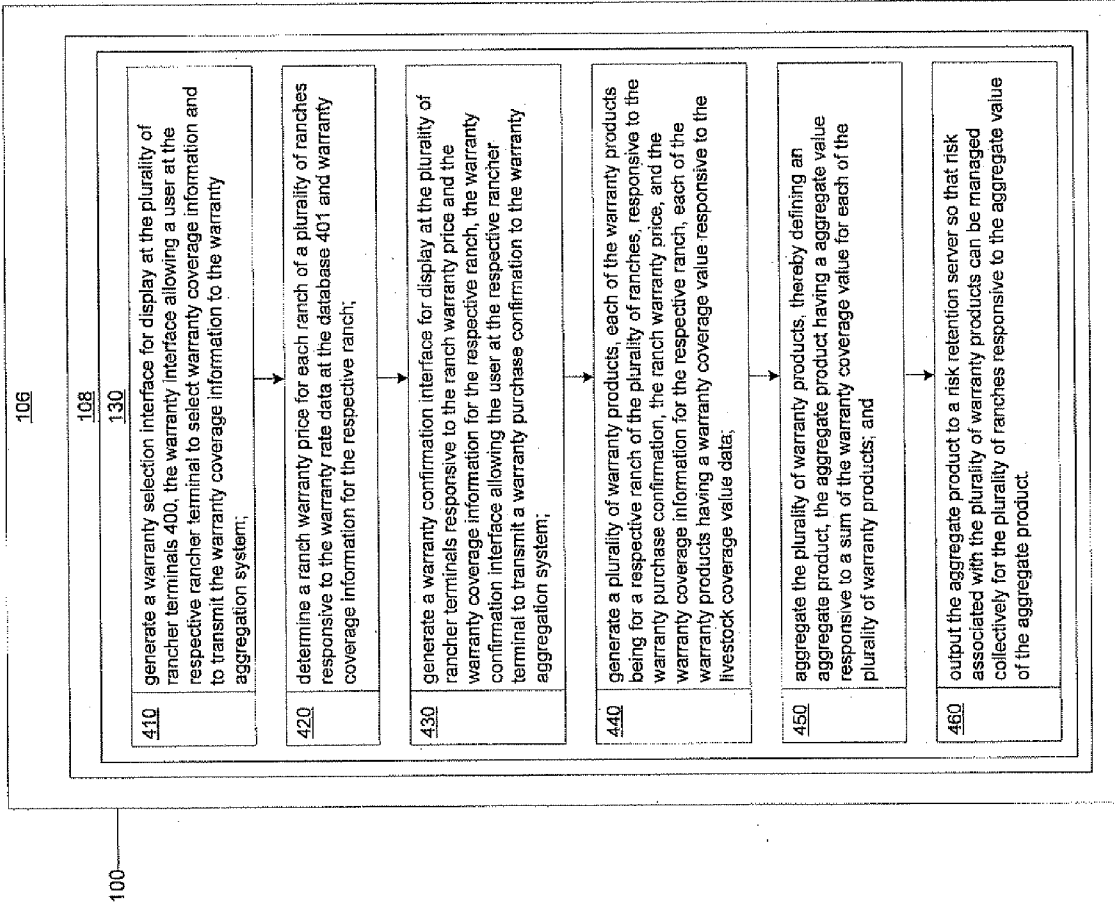 106
108
130
410
generate a warranty selection interface for display at the plurality of
rancher terminals 400, the warranty interface allowing a user at the
respective rancher terminal to select warranty coverage information and
to transmit the warranty coverage information to the warranty
aggregation system;
420
determine a ranch warranty price for each ranch of a plurality of ranches
responsive to the warranty rate data at the database 401 and warranty
coverage information for the respective ranch;
430
generate a warranty confirmation interface for display at the plurality of
rancher terminals responsive to the ranch warranty price and the
warranty coverage information for the respective ranch, the warranty
confirmation interface allowing the user at the respective rancher
terminal to transmit a warranty purchase confirmation to the warranty
aggregation system;
440
generate a plurality of warranty products, each of the warranty products
being for a respective ranch of the plurality of ranches, responsive to the
warranty purchase confirmation, the ranch warranty price, and the
warranty coverage information for the respective ranch, each of the
warranty products having a warranty coverage value responsive to the
livestock coverage value data;
450
aggregate the plurality of warranty products, thereby defining an
aggregate product, the aggregate product having a aggregate value
responsive to a sum of the warranty coverage value for each of the
plurality of warranty products; and
460
output the aggregate product to a risk retention server so that risk
associated with the plurality of warranty products can be managed
collectively for the plurality of ranches responsive to the aggregate value
of the aggregate product.
100